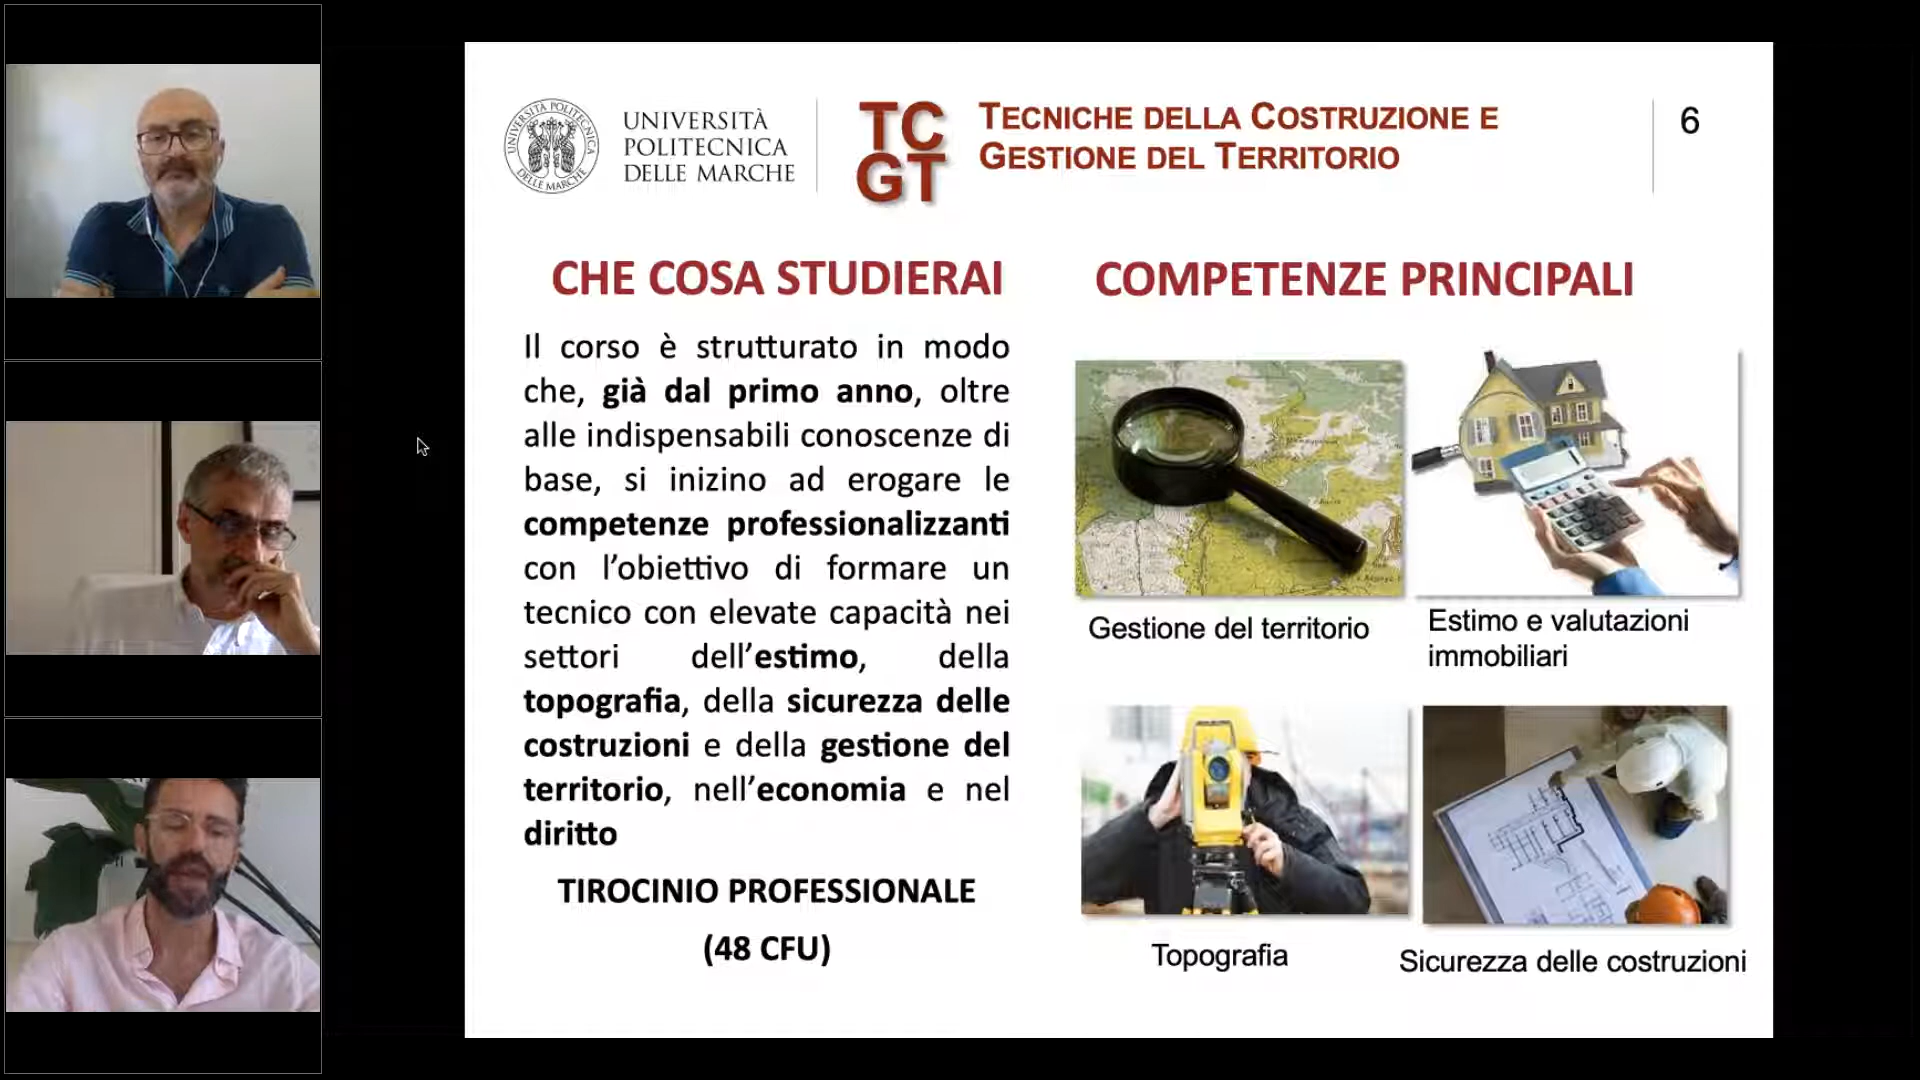 UNIVERSITÀ POLITECNICA
DELLE MARCHE
UNIVERSITÀ
POLITECNICA
DELLE MARCHE
TC
GT
TECNICHE DELLA COSTRUZIONE E
GESTIONE DEL TERRITORIO
6
CHE COSA STUDIERAI
Il corso è strutturato in modo
che, già dal primo anno, oltre
alle indispensabili conoscenze di
base, si inizino ad erogare le
competenze professionalizzanti
con l’obiettivo di formare un
tecnico con elevate capacità nei
settori dell’estimo, della
topografia, della sicurezza delle
costruzioni e della gestione del
territorio, nell’economia e nel
diritto
TIROCINIO PROFESSIONALE
(48 CFU)
COMPETENZE PRINCIPALI
Gestione del territorio
Estimo e valutazioni
immobiliari
Topografia
Sicurezza delle costruzioni